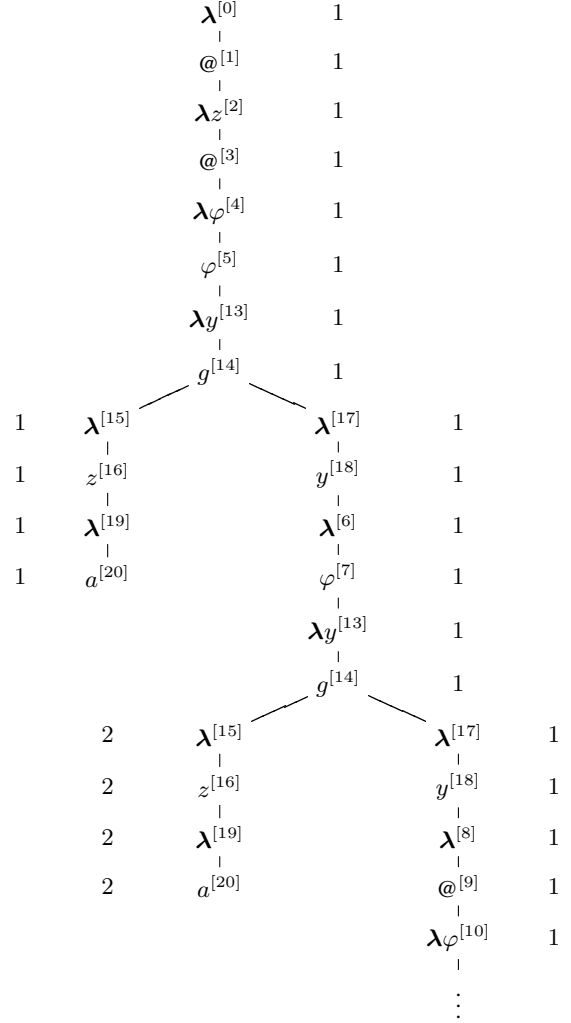 λ^[0] 1
@^[1] 1
λz^[2] 1
@^[3] 1
λφ^[4] 1
φ^[5] 1
λy^[13] 1
g^[14] 1
1 λ^[15] λ^[17] 1
1 z^[16] y^[18] 1
1 λ^[19] λ^[6] 1
1 a^[20] φ^[7] 1
λy^[13] 1
g^[14] 1
2 λ^[15] λ^[17] 1
2 z^[16] y^[18] 1
2 λ^[19] λ^[8] 1
2 a^[20] @^[9] 1
λφ^[10] 1
⋮